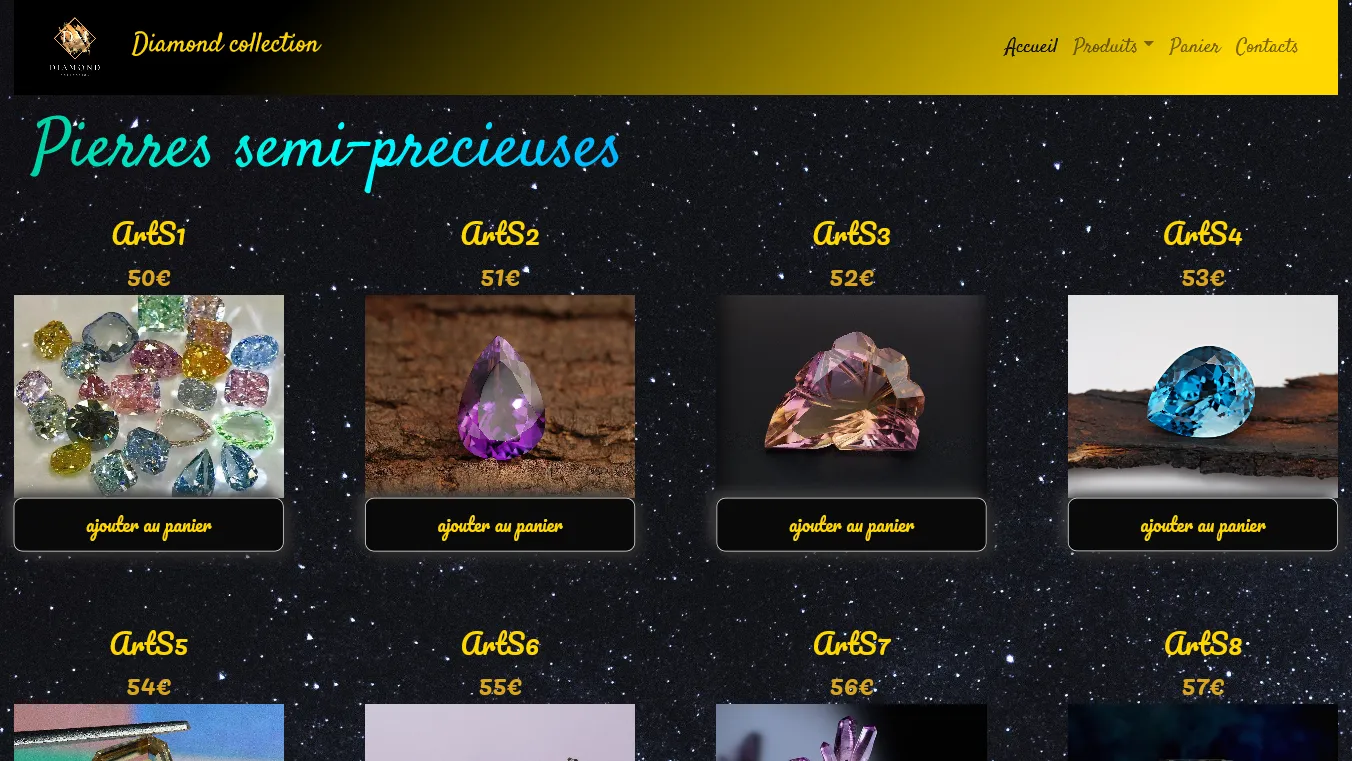 DIAMOND
Diamond collection
Accueil Produits Panier Contacts
Pierres semi-precieuses
ArtS1 ArtS2 ArtS3 ArtS4
50€ 51€ 52€ 53€
ajouter au panier ajouter au panier ajouter au panier ajouter au panier
ArtS5 ArtS6 ArtS7 ArtS8
54€ 55€ 56€ 57€